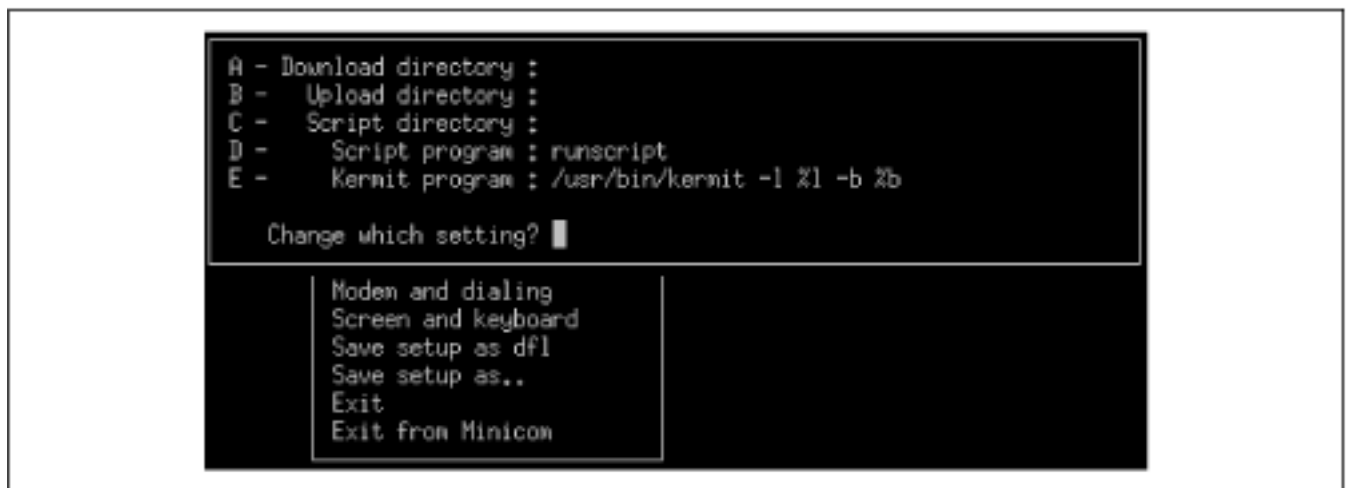 A - Download directory :
B - Upload directory :
C - Script directory :
D - Script program : runscript
E - Kermit program : /usr/bin/kermit -l %l -b %b
Change which setting?
Modem and dialing
Screen and keyboard
Save setup as dfl
Save setup as..
Exit
Exit from Minicom